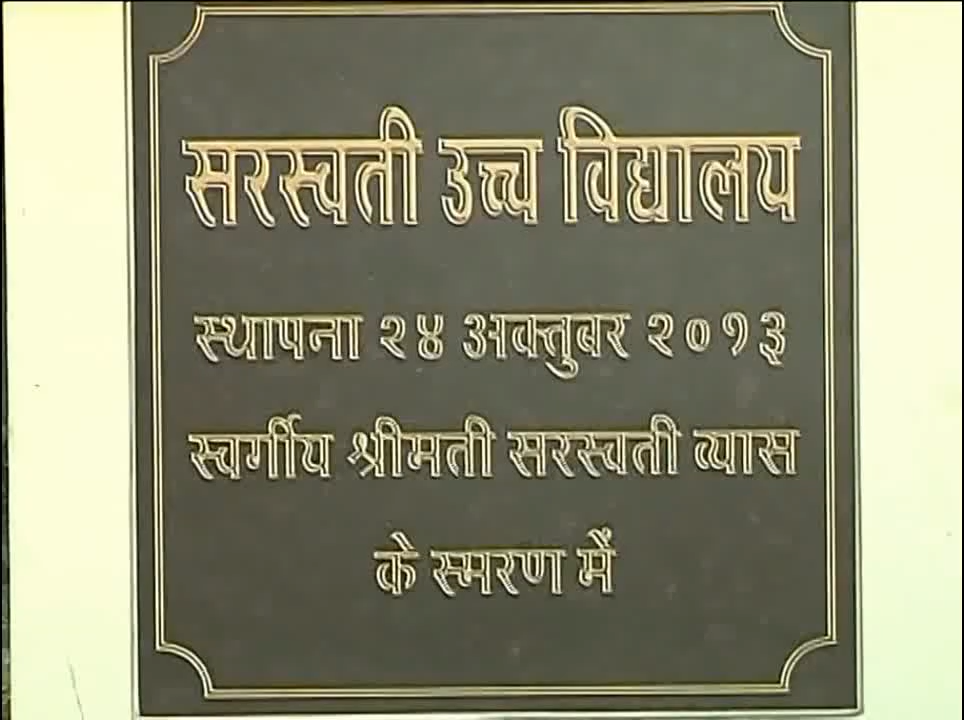 सरस्वती उच्च विद्यालय
स्थापना २४ अक्तुबर २०१३
स्वर्गीय श्रीमती सरस्वती व्यास
के स्मरण में